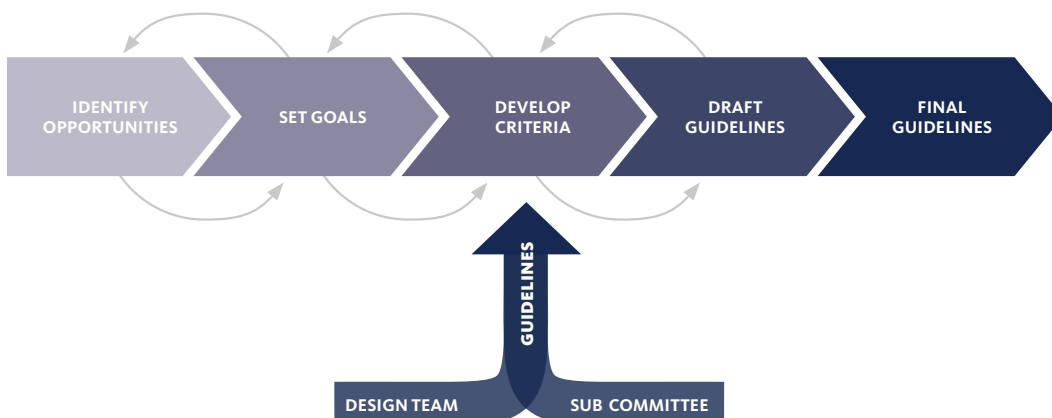 IDENTIFY
OPPORTUNITIES
SET GOALS
DEVELOP
CRITERIA
DRAFT
GUIDELINES
FINAL
GUIDELINES
GUIDELINES
DESIGN TEAM
SUB COMMITTEE